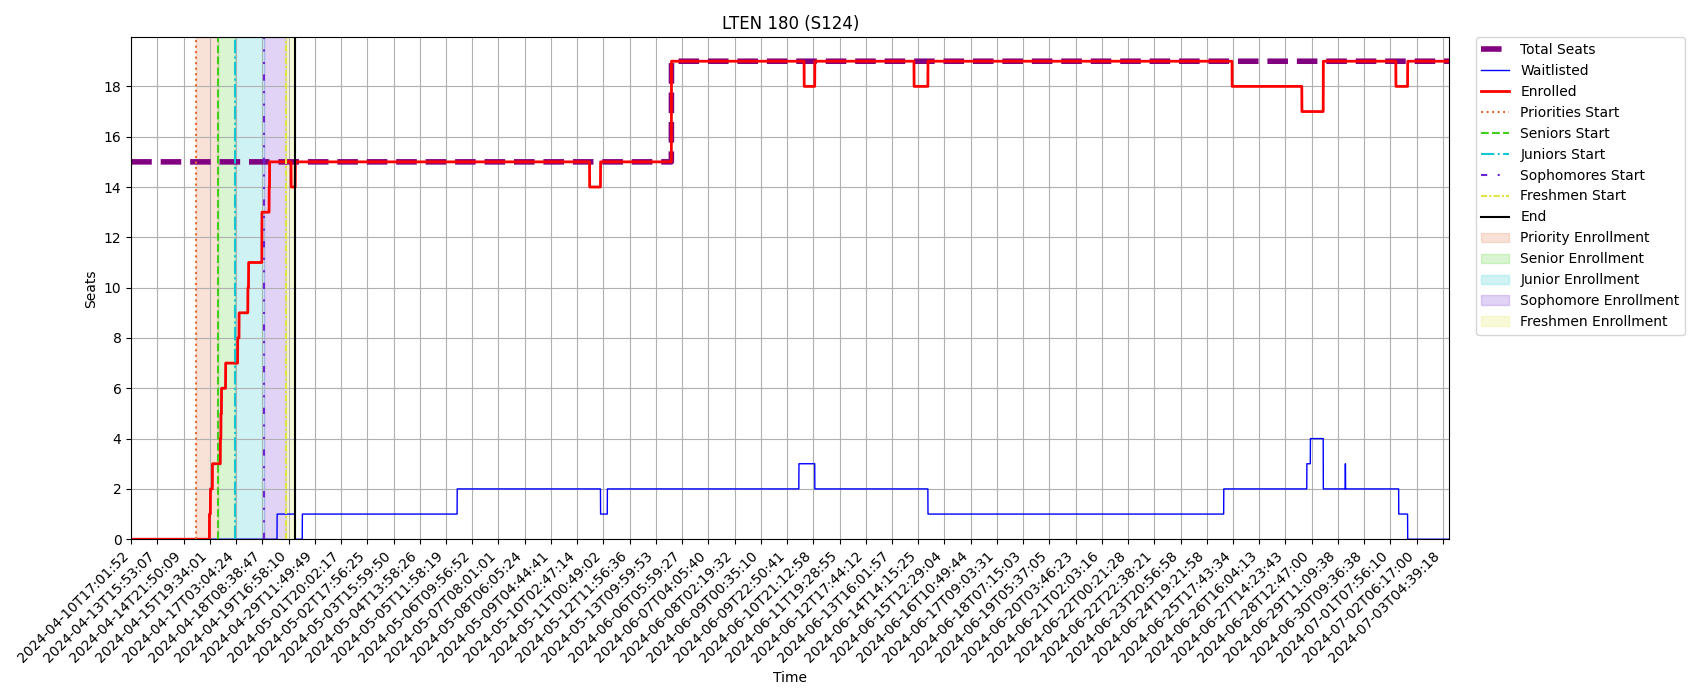 LTEN 180 (S124)
Seats
18
16
14
12
10
8
6
4
2
0
2024-04-10T17:01:52
2024-04-13T15:53:07
2024-04-14T21:50:09
2024-04-15T19:34:01
2024-04-17T03:04:24
2024-04-18T08:38:47
2024-04-19T16:58:10
2024-04-29T11:49:49
2024-05-01T20:02:17
2024-05-02T17:56:25
2024-05-03T15:59:50
2024-05-04T13:58:26
2024-05-05T11:58:19
2024-05-06T09:56:52
2024-05-07T08:01:01
2024-05-08T06:05:24
2024-05-09T04:44:41
2024-05-10T02:47:14
2024-05-11T00:49:02
2024-05-12T11:56:36
2024-05-13T09:59:53
2024-06-06T05:59:27
2024-06-07T04:05:40
2024-06-08T02:19:32
2024-06-09T00:35:10
2024-06-09T22:50:41
2024-06-10T21:12:58
2024-06-11T19:28:55
2024-06-12T17:44:12
2024-06-13T16:01:57
2024-06-14T14:15:25
2024-06-15T12:29:04
2024-06-16T10:49:44
2024-06-17T09:03:31
2024-06-18T07:15:03
2024-06-19T05:37:05
2024-06-20T03:46:23
2024-06-21T02:03:16
2024-06-22T00:21:28
2024-06-22T22:38:21
2024-06-23T20:56:58
2024-06-24T19:21:58
2024-06-25T17:43:34
2024-06-26T16:04:13
2024-06-27T14:23:43
2024-06-28T12:47:00
2024-06-29T11:09:38
2024-06-30T09:36:38
2024-07-01T07:56:10
2024-07-02T06:17:00
2024-07-03T04:39:18
Time
Total Seats
Waitlisted
Enrolled
Priorities Start
Seniors Start
Juniors Start
Sophomores Start
Freshmen Start
End
Priority Enrollment
Senior Enrollment
Junior Enrollment
Sophomore Enrollment
Freshmen Enrollment